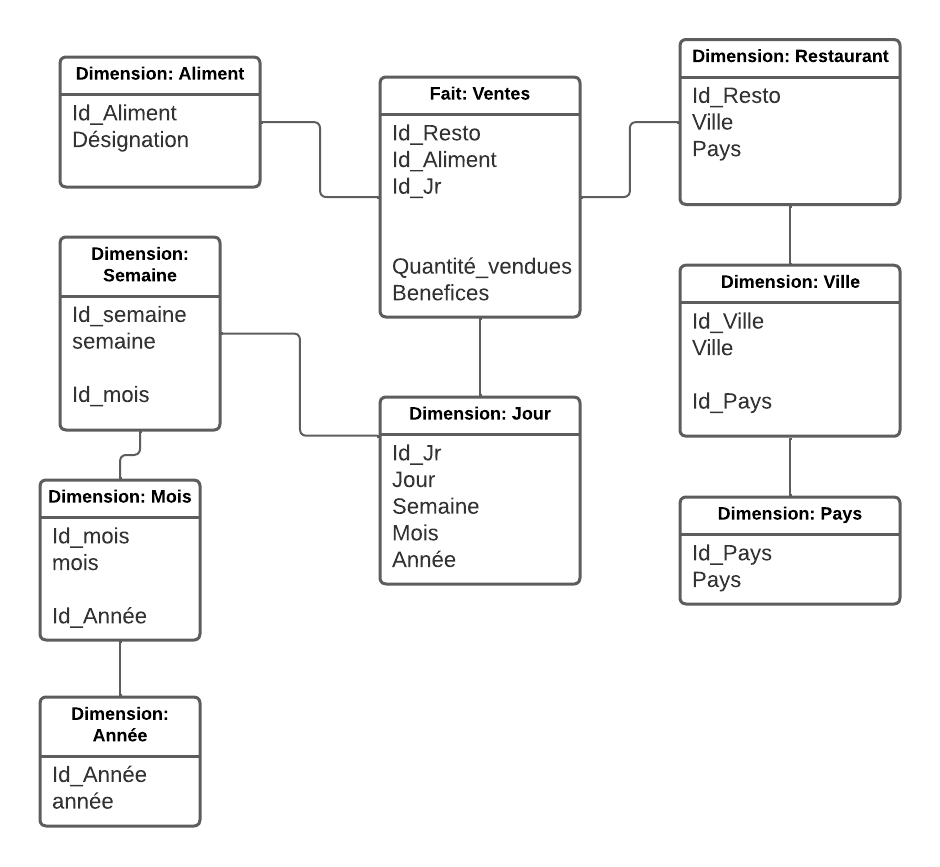 Dimension: Aliment
Id_Aliment
Désignation
Fait: Ventes
Id_Resto
Id_Aliment
Id_Jr
Quantité_vendues
Benefices
Dimension: Restaurant
Id_Resto
Ville
Pays
Dimension:
Semaine
Id_semaine
semaine
Id_mois
Dimension: Jour
Id_Jr
Jour
Semaine
Mois
Année
Dimension: Ville
Id_Ville
Ville
Id_Pays
Dimension: Mois
Id_mois
mois
Id_Année
Dimension: Pays
Id_Pays
Pays
Dimension:
Année
Id_Année
année